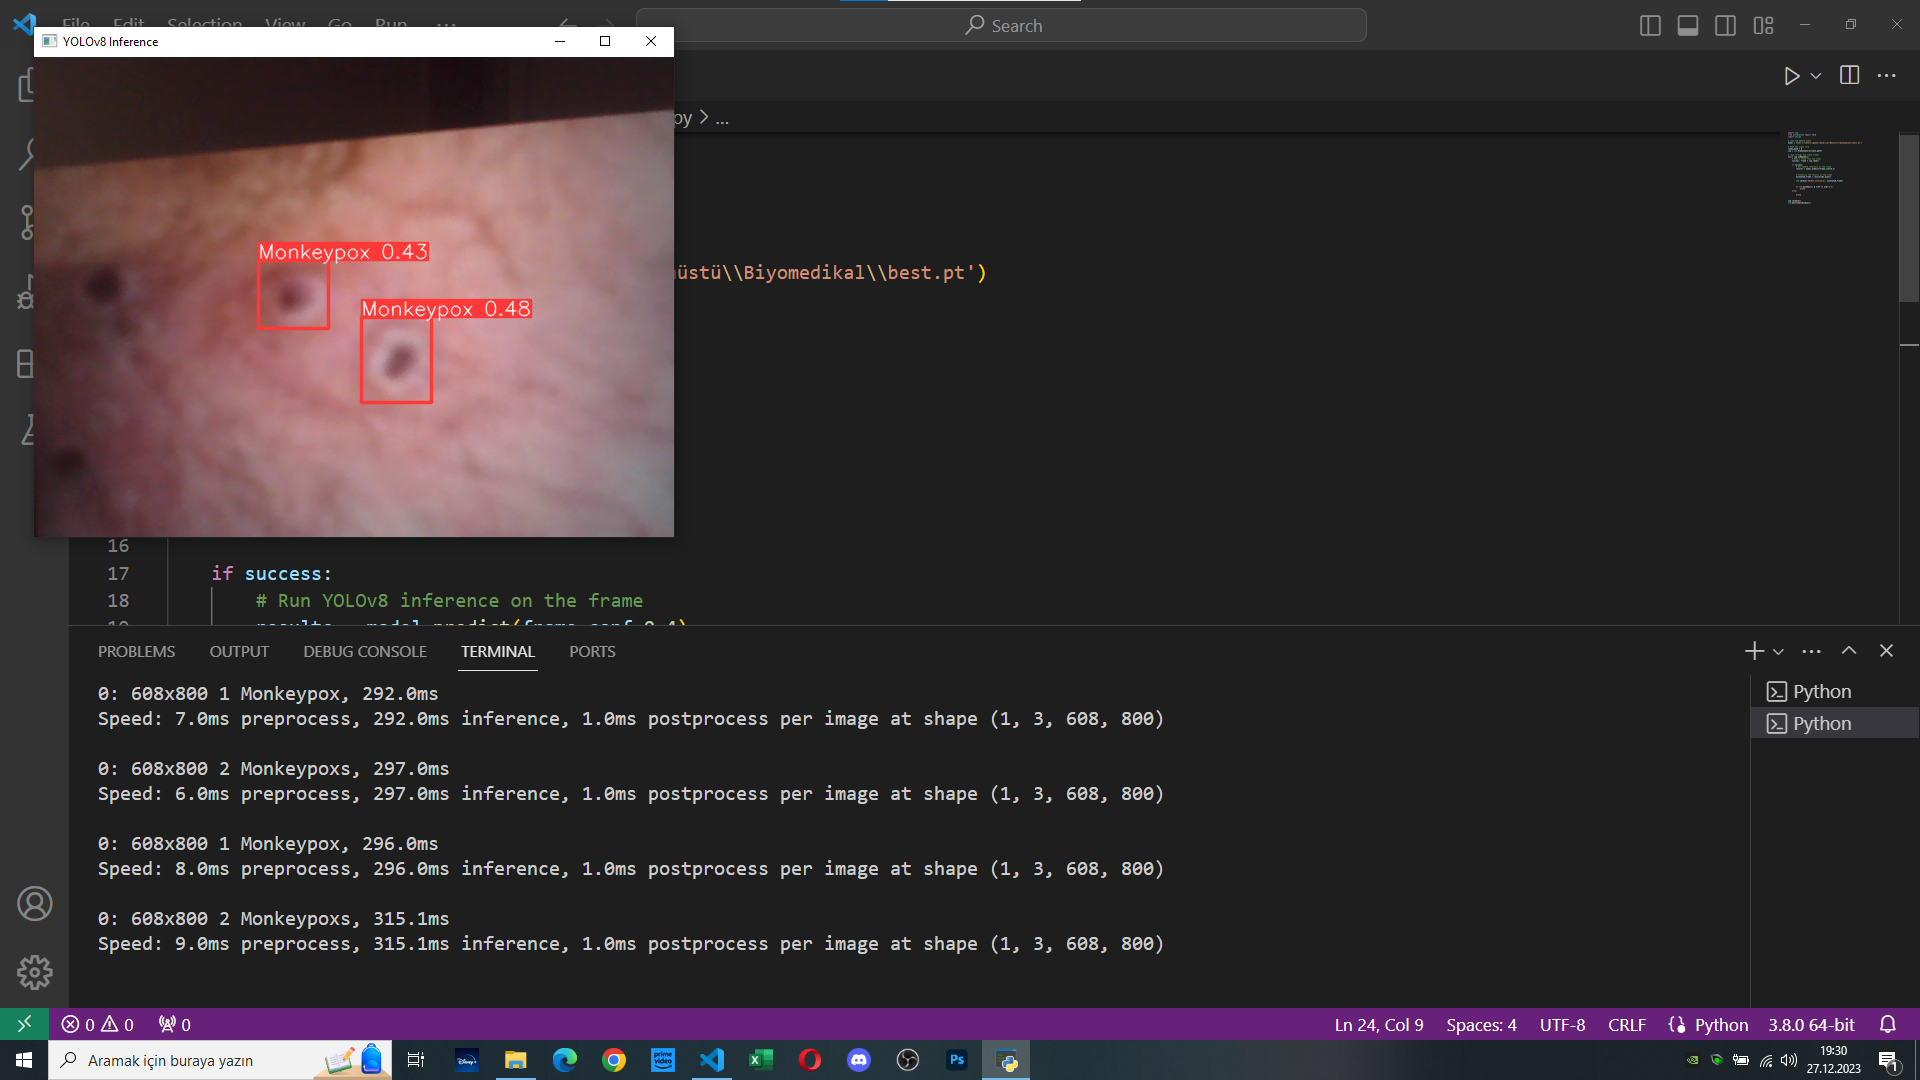 File Edit Selection View Go Run ...
Search
YOLOv8 Inference
py > ...
Monkeypox 0.43
üstü\\Biyomedikal\\best.pt')
Monkeypox 0.48
16
17 if success:
18 # Run YOLOv8 inference on the frame
PROBLEMS OUTPUT DEBUG CONSOLE TERMINAL PORTS
0: 608x800 1 Monkeypox, 292.0ms
Speed: 7.0ms preprocess, 292.0ms inference, 1.0ms postprocess per image at shape (1, 3, 608, 800)
0: 608x800 2 Monkeypoxs, 297.0ms
Speed: 6.0ms preprocess, 297.0ms inference, 1.0ms postprocess per image at shape (1, 3, 608, 800)
0: 608x800 1 Monkeypox, 296.0ms
Speed: 8.0ms preprocess, 296.0ms inference, 1.0ms postprocess per image at shape (1, 3, 608, 800)
0: 608x800 2 Monkeypoxs, 315.1ms
Speed: 9.0ms preprocess, 315.1ms inference, 1.0ms postprocess per image at shape (1, 3, 608, 800)
Python
Python
0 0 0
Ln 24, Col 9 Spaces: 4 UTF-8 CRLF Python 3.8.0 64-bit
Aramak için buraya yazın
Disney+
prime video
Ps
19:30
27.12.2023
1